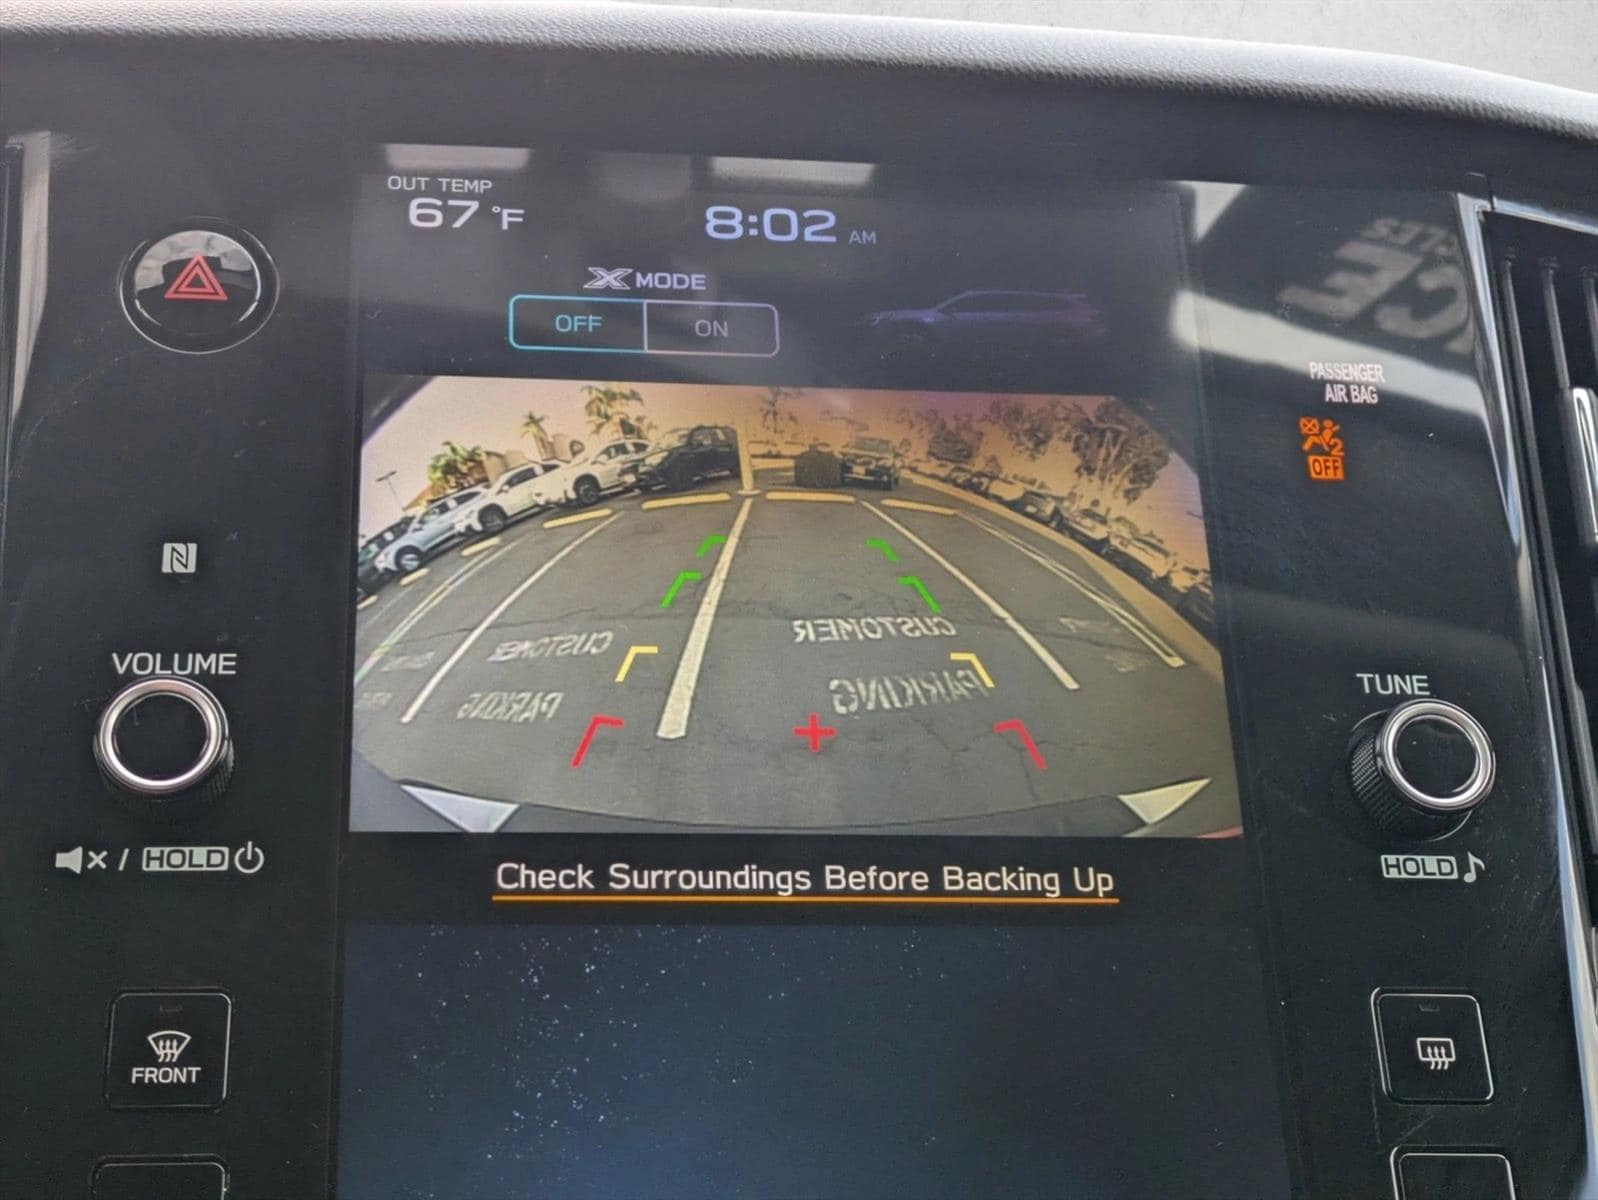 OUT TEMP
67 °F
8:02 AM
X MODE
OFF ON
PASSENGER
AIR BAG
2
OFF
N
CUSTOMER
CUSTOMER
PARKING
PARKING
VOLUME
TUNE
/ HOLD
HOLD
Check Surroundings Before Backing Up
FRONT